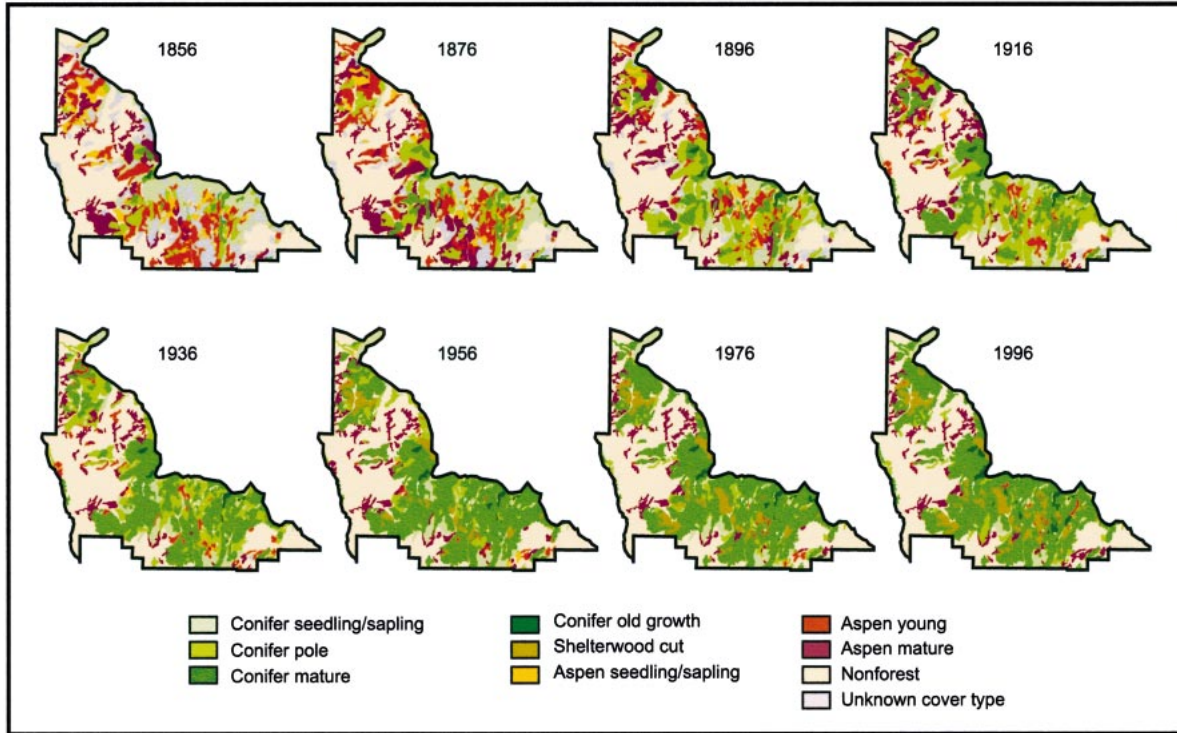 1856
1876
1896
1916
1936
1956
1976
1996
Conifer seedling/sapling
Conifer pole
Conifer mature
Conifer old growth
Shelterwood cut
Aspen seedling/sapling
Aspen young
Aspen mature
Nonforest
Unknown cover type